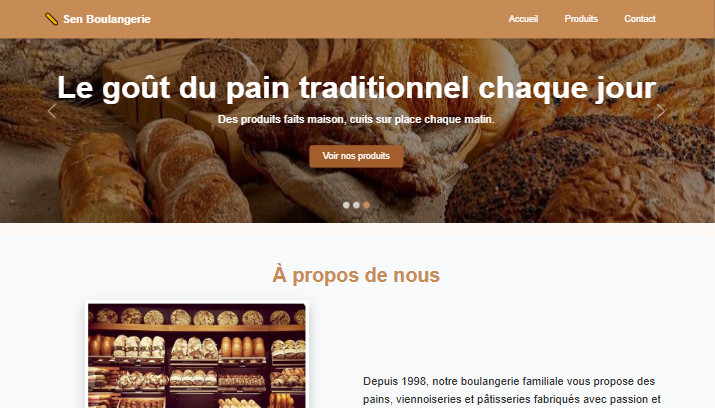 Sen Boulangerie
Accueil Produits Contact
Le goût du pain traditionnel chaque jour
Des produits faits maison, cuits sur place chaque matin.
Voir nos produits
À propos de nous
Depuis 1998, notre boulangerie familiale vous propose des
pains, viennoiseries et pâtisseries fabriqués avec passion et